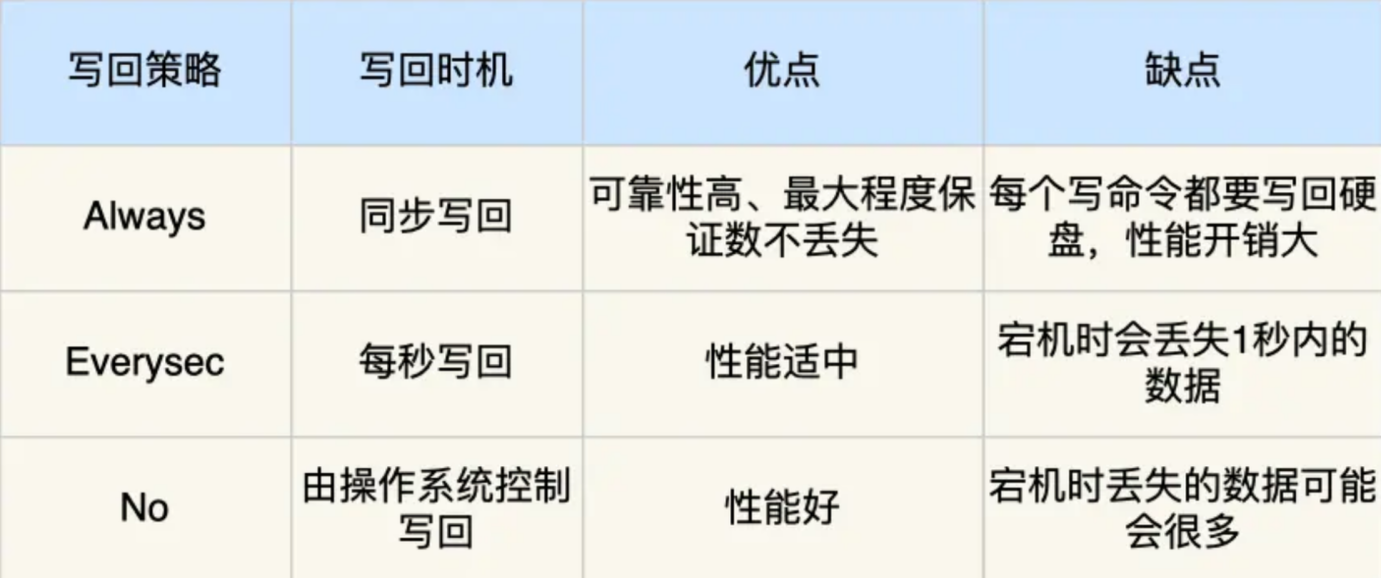 写回策略
写回时机
优点
缺点
Always
同步写回
可靠性高、最大程度保
证数不丢失
每个写命令都要写回硬
盘，性能开销大
Everysec
每秒写回
性能适中
宕机时会丢失1秒内的
数据
No
由操作系统控制
写回
性能好
宕机时丢失的数据可能
会很多